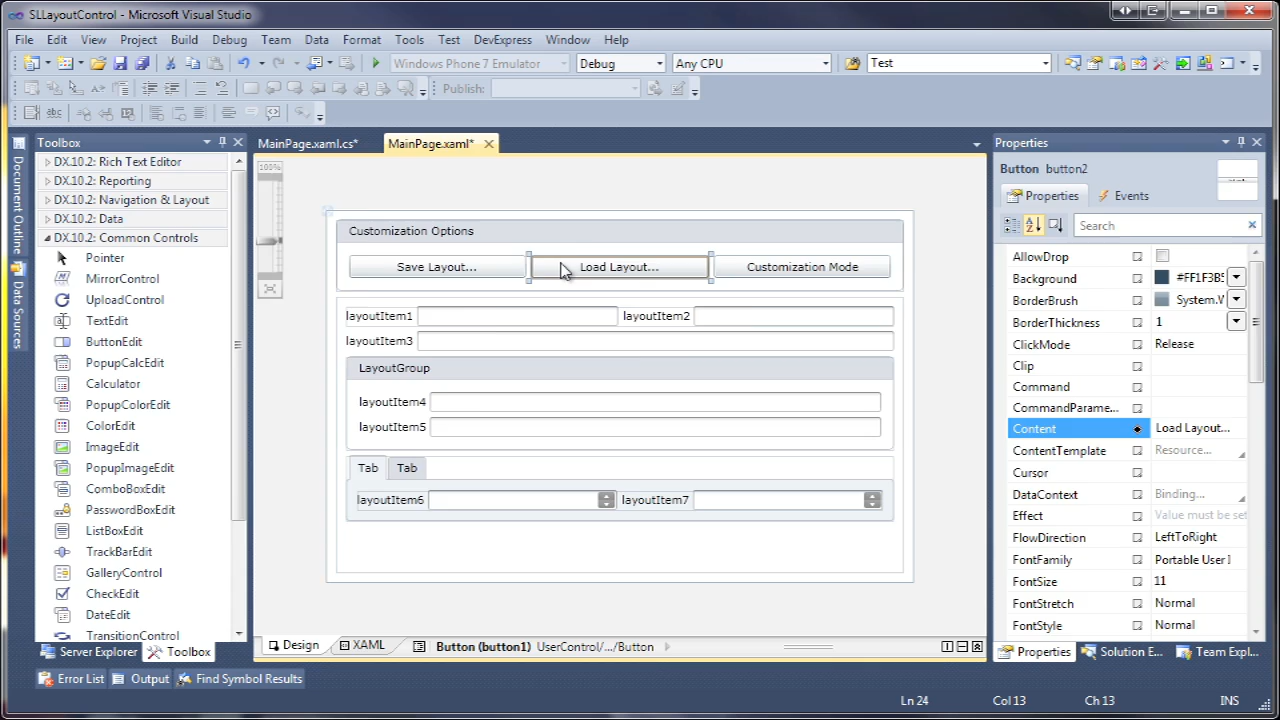 SLLayoutControl - Microsoft Visual Studio
File Edit View Project Build Debug Team Data Format Tools Test DevExpress Window Help
Windows Phone 7 Emulator Debug Any CPU Test
Publish:
abc
Toolbox
DX.10.2: Rich Text Editor
DX.10.2: Reporting
DX.10.2: Navigation & Layout
DX.10.2: Data
DX.10.2: Common Controls
Pointer
MirrorControl
UploadControl
TextEdit
ButtonEdit
PopupCalcEdit
Calculator
PopupColorEdit
ColorEdit
ImageEdit
PopupImageEdit
ComboBoxEdit
PasswordBoxEdit
ListBoxEdit
TrackBarEdit
GalleryControl
CheckEdit
DateEdit
TransitionControl
Server Explorer Toolbox
Document Outline
Data Sources
MainPage.xaml.cs* MainPage.xaml*
100%
Customization Options
Save Layout... Load Layout... Customization Mode
layoutItem1 layoutItem2
layoutItem3
LayoutGroup
layoutItem4
layoutItem5
Tab Tab
layoutItem6 layoutItem7
Design XAML Button (button1) UserControl/.../Button
Properties
Button button2
Properties Events
Search
AllowDrop
Background #FF1F3B5
BorderBrush System.W
BorderThickness 1
ClickMode Release
Clip
Command
CommandParame...
Content Load Layout...
ContentTemplate Resource...
Cursor
DataContext Binding...
Effect Value must be set
FlowDirection LeftToRight
FontFamily Portable User I
FontSize 11
FontStretch Normal
FontStyle Normal
Properties Solution E... Team Expl...
Error List Output Find Symbol Results
Ln 24 Col 13 Ch 13 INS